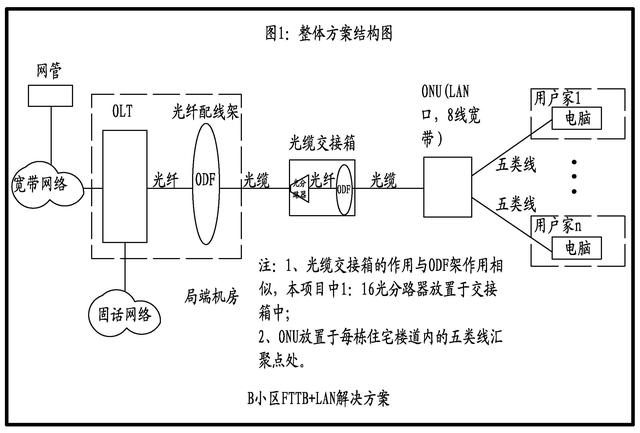 图1：整体方案结构图
网管
OLT
光纤配线架
宽带网络
光纤
ODF
光缆
光缆交接箱
光分
路器
光纤
ODF
光缆
ONU(LAN
口，8线宽
带)
五类线
五类线
用户家1
电脑
用户家n
电脑
固话网络
局端机房
注：1、光缆交接箱的作用与ODF架作用相
似，本项目中1：16光分路器放置于交接
箱中；
2、ONU放置于每栋住宅楼道内的五类线汇
聚点处。
B小区FTTB+LAN解决方案